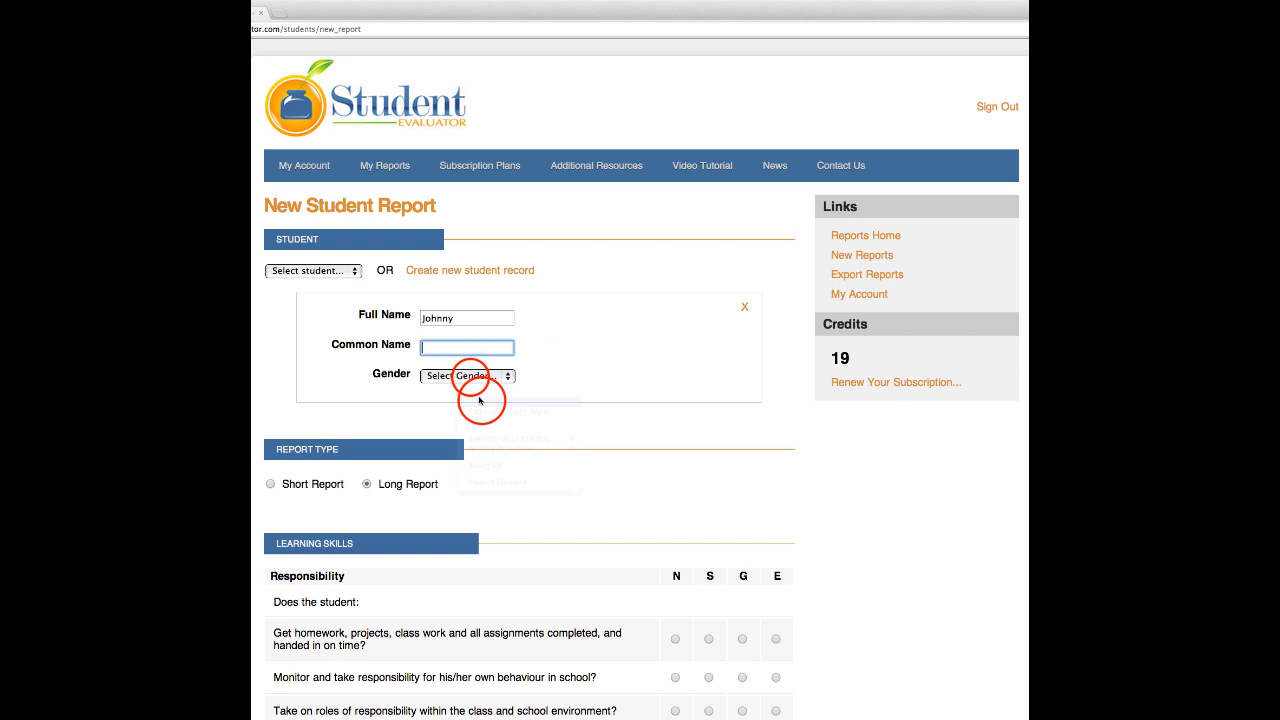 tor.com/students/new_report
Student
EVALUATOR
Sign Out
My Account My Reports Subscription Plans Additional Resources Video Tutorial News Contact Us
New Student Report
STUDENT
Select student... OR Create new student record
X
Full Name Johnny
Common Name
Gender Select Gender...
REPORT TYPE
Short Report Long Report
LEARNING SKILLS
Responsibility N S G E
Does the student:
Get homework, projects, class work and all assignments completed, and
handed in on time?
Monitor and take responsibility for his/her own behaviour in school?
Take on roles of responsibility within the class and school environment?
Links
Reports Home
New Reports
Export Reports
My Account
Credits
19
Renew Your Subscription...